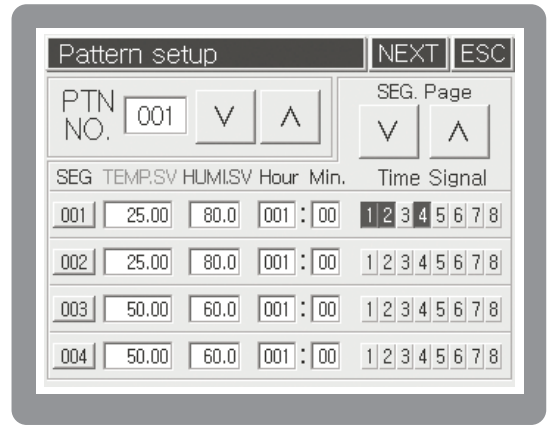 Pattern setup NEXT ESC
SEG. Page
PTN
NO. 001 V Λ V Λ
SEG TEMP.SV HUMI.SV Hour Min. Time Signal
001 25.00 80.0 001 : 00 1 2 3 4 5 6 7 8
002 25.00 80.0 001 : 00 1 2 3 4 5 6 7 8
003 50.00 60.0 001 : 00 1 2 3 4 5 6 7 8
004 50.00 60.0 001 : 00 1 2 3 4 5 6 7 8